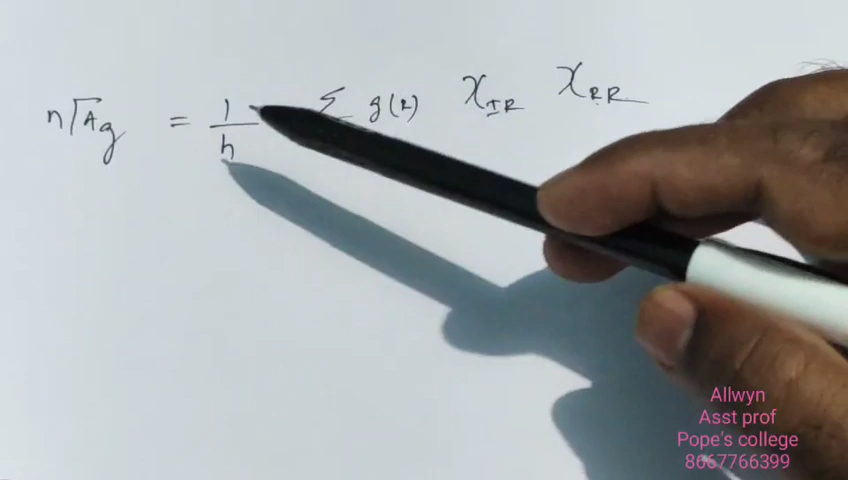 nΓAg = 1/h Σ g(R) χIR χRR
Allwyn
Asst prof
Pope's college
8667766399